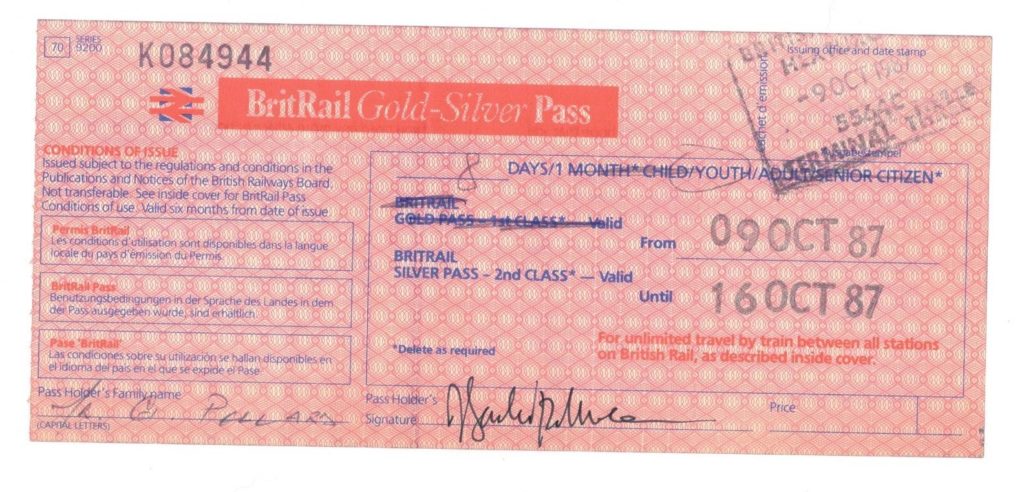 70 SERIES 9200
K084944
BritRail Gold-Silver Pass
Issuing office and date stamp
Cachet d'émission
-9 OCT 1987
TERMINAL
CONDITIONS OF ISSUE
Issued subject to the regulations and conditions in the
Publications and Notices of the British Railways Board.
Not transferable. See inside cover for BritRail Pass
Conditions of use. Valid six months from date of issue.
Permis BritRail
Les conditions d'utilisation sont disponibles dans la langue
locale du pays d'émission du Permis.
BritRail Pass
Benutzungsbedingungen in der Sprache des Landes in dem
der Pass ausgegeben wurde, sind erhältlich.
Pase 'BritRail'
Las condiciones sobre su utilización se hallan disponibles en
el idioma del pais en el que se expide el Pase.
8 DAYS/1 MONTH* CHILD/YOUTH/ADULT/SENIOR CITIZEN*
BRITRAIL
GOLD PASS – 1st CLASS* — Valid
From 09 OCT 87
BRITRAIL
SILVER PASS – 2nd CLASS* — Valid
Until 16 OCT 87
For unlimited travel by train between all stations
on British Rail, as described inside cover.
*Delete as required
Pass Holder's Family name
(CAPITAL LETTERS)
Pass Holder's
Signature
Price